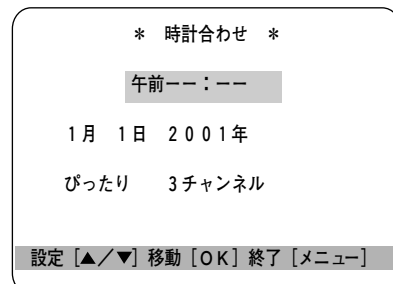 ＊ 時計合わせ ＊
午前－－：－－
1月 1日 2001年
ぴったり 3チャンネル
設定［▲／▼］移動［OK］終了［メニュー］